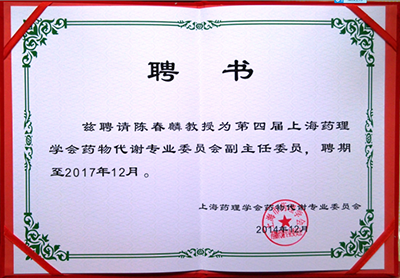 聘书
兹聘请陈春麟教授为第四届上海药理
学会药物代谢专业委员会副主任委员，聘期
至2017年12月。
上海药理学会药物代谢专业委员会
2014年12月